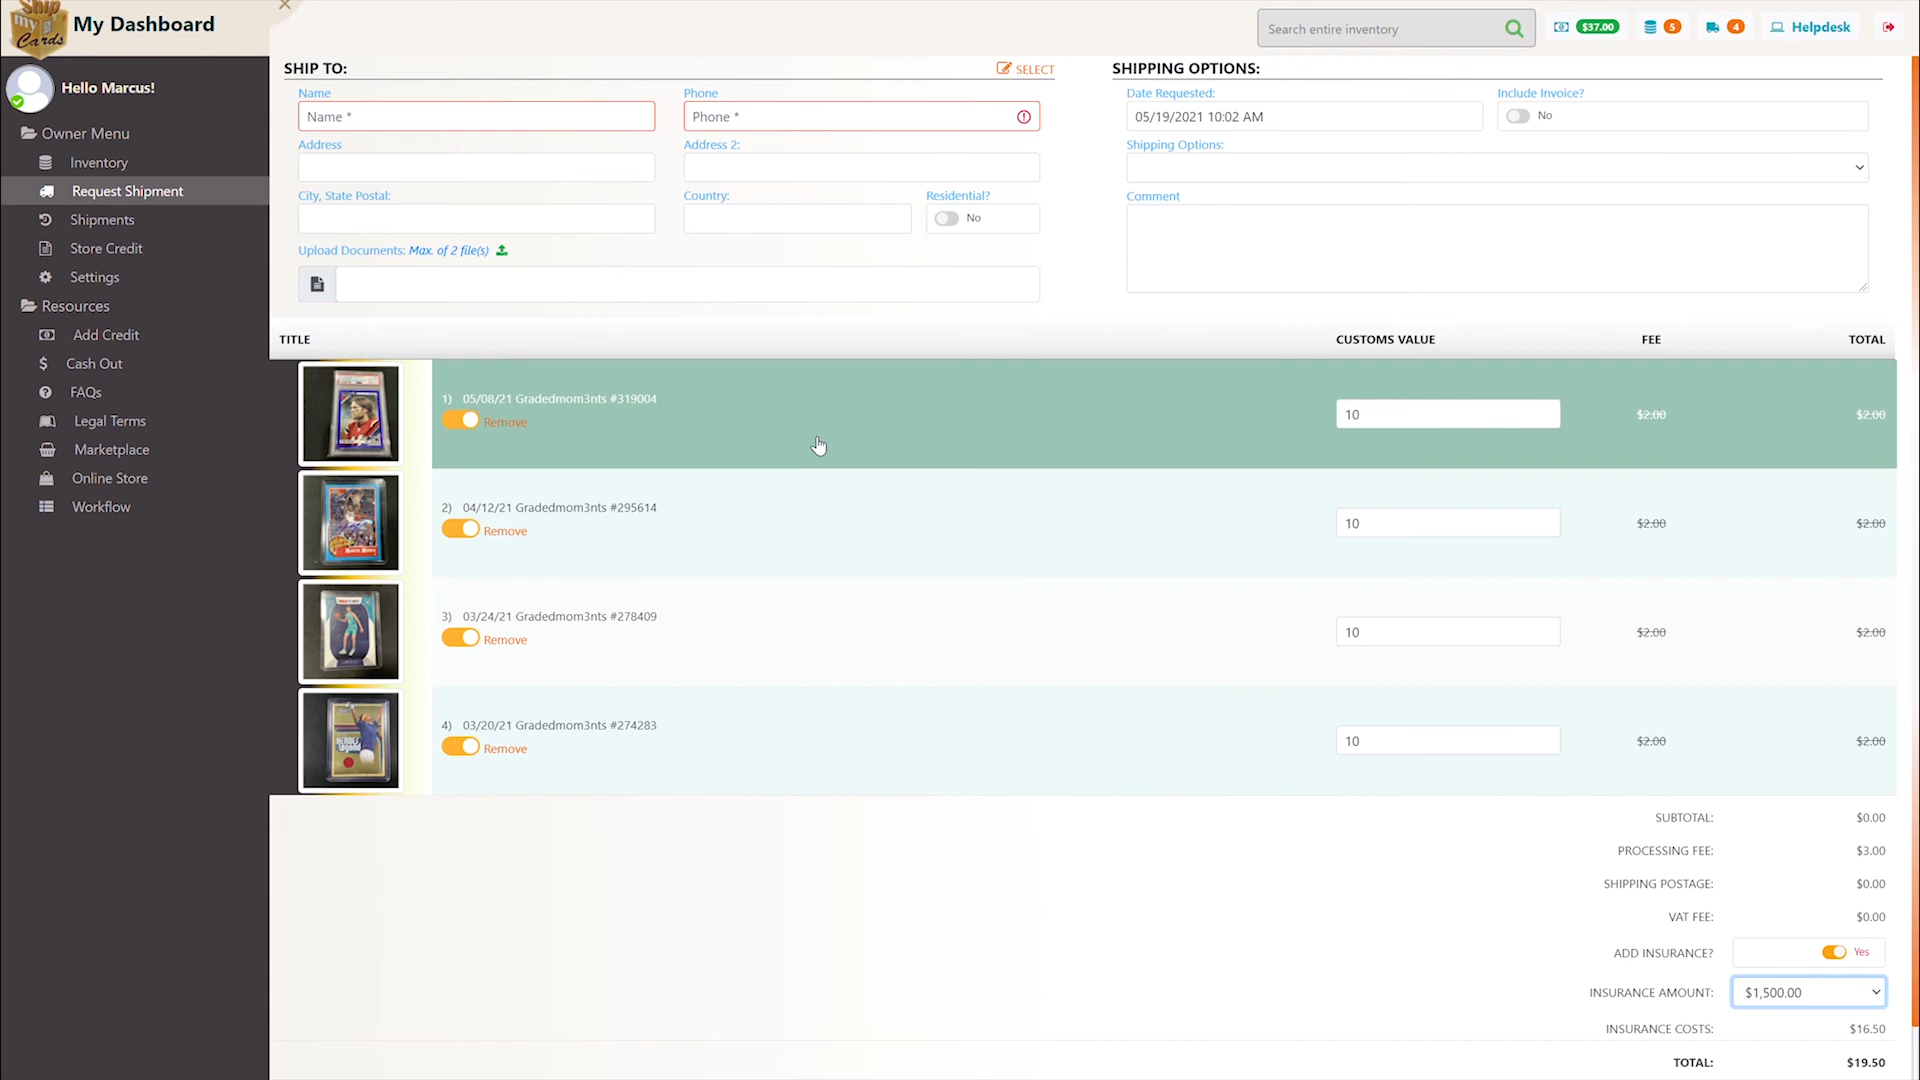 Ship
my
Cards
My Dashboard
Search entire inventory
$37.00
5
4
Helpdesk
Hello Marcus!
Owner Menu
Inventory
Request Shipment
Shipments
Store Credit
Settings
Resources
Add Credit
Cash Out
FAQs
Legal Terms
Marketplace
Online Store
Workflow
SHIP TO:
SELECT
Name
Phone
Name *
Phone *
Address
Address 2:
City, State Postal:
Country:
Residential?
No
Upload Documents: Max. of 2 file(s)
SHIPPING OPTIONS:
Date Requested:
Include Invoice?
05/19/2021 10:02 AM
No
Shipping Options:
Comment
TITLE
CUSTOMS VALUE
FEE
TOTAL
1) 05/08/21 Gradedmom3nts #319004
Remove
10
$2.00
$2.00
2) 04/12/21 Gradedmom3nts #295614
Remove
10
$2.00
$2.00
3) 03/24/21 Gradedmom3nts #278409
Remove
10
$2.00
$2.00
4) 03/20/21 Gradedmom3nts #274283
Remove
10
$2.00
$2.00
SUBTOTAL: $0.00
PROCESSING FEE: $3.00
SHIPPING POSTAGE: $0.00
VAT FEE: $0.00
ADD INSURANCE? Yes
INSURANCE AMOUNT: $1,500.00
INSURANCE COSTS: $16.50
TOTAL: $19.50